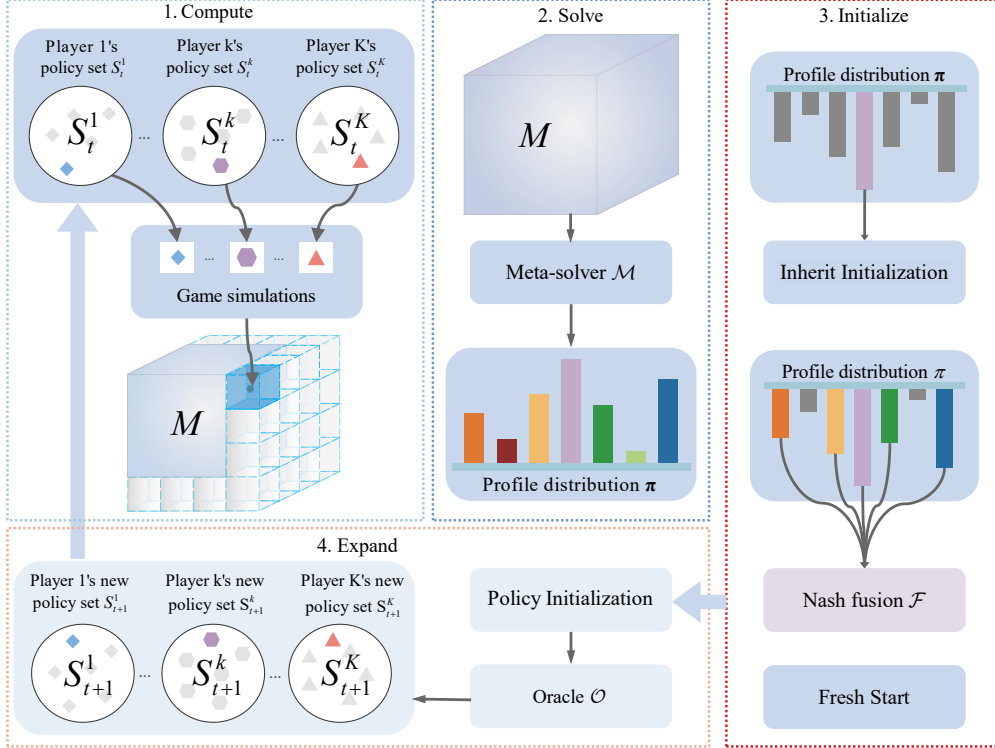 1. Compute
Player 1's
policy set $S_t^1$
Player k's
policy set $S_t^k$
Player K's
policy set $S_t^K$
$S_t^1$
...
$S_t^k$
...
$S_t^K$
...
...
Game simulations
M
2. Solve
M
Meta-solver $\mathcal{M}$
Profile distribution π
3. Initialize
Profile distribution π
Inherit Initialization
Profile distribution π
Nash fusion $\mathcal{F}$
Fresh Start
4. Expand
Player 1's new
policy set $S_{t+1}^1$
Player k's new
policy set $S_{t+1}^k$
Player K's new
policy set $S_{t+1}^K$
$S_{t+1}^1$
...
$S_{t+1}^k$
...
$S_{t+1}^K$
Policy Initialization
Oracle $\mathcal{O}$